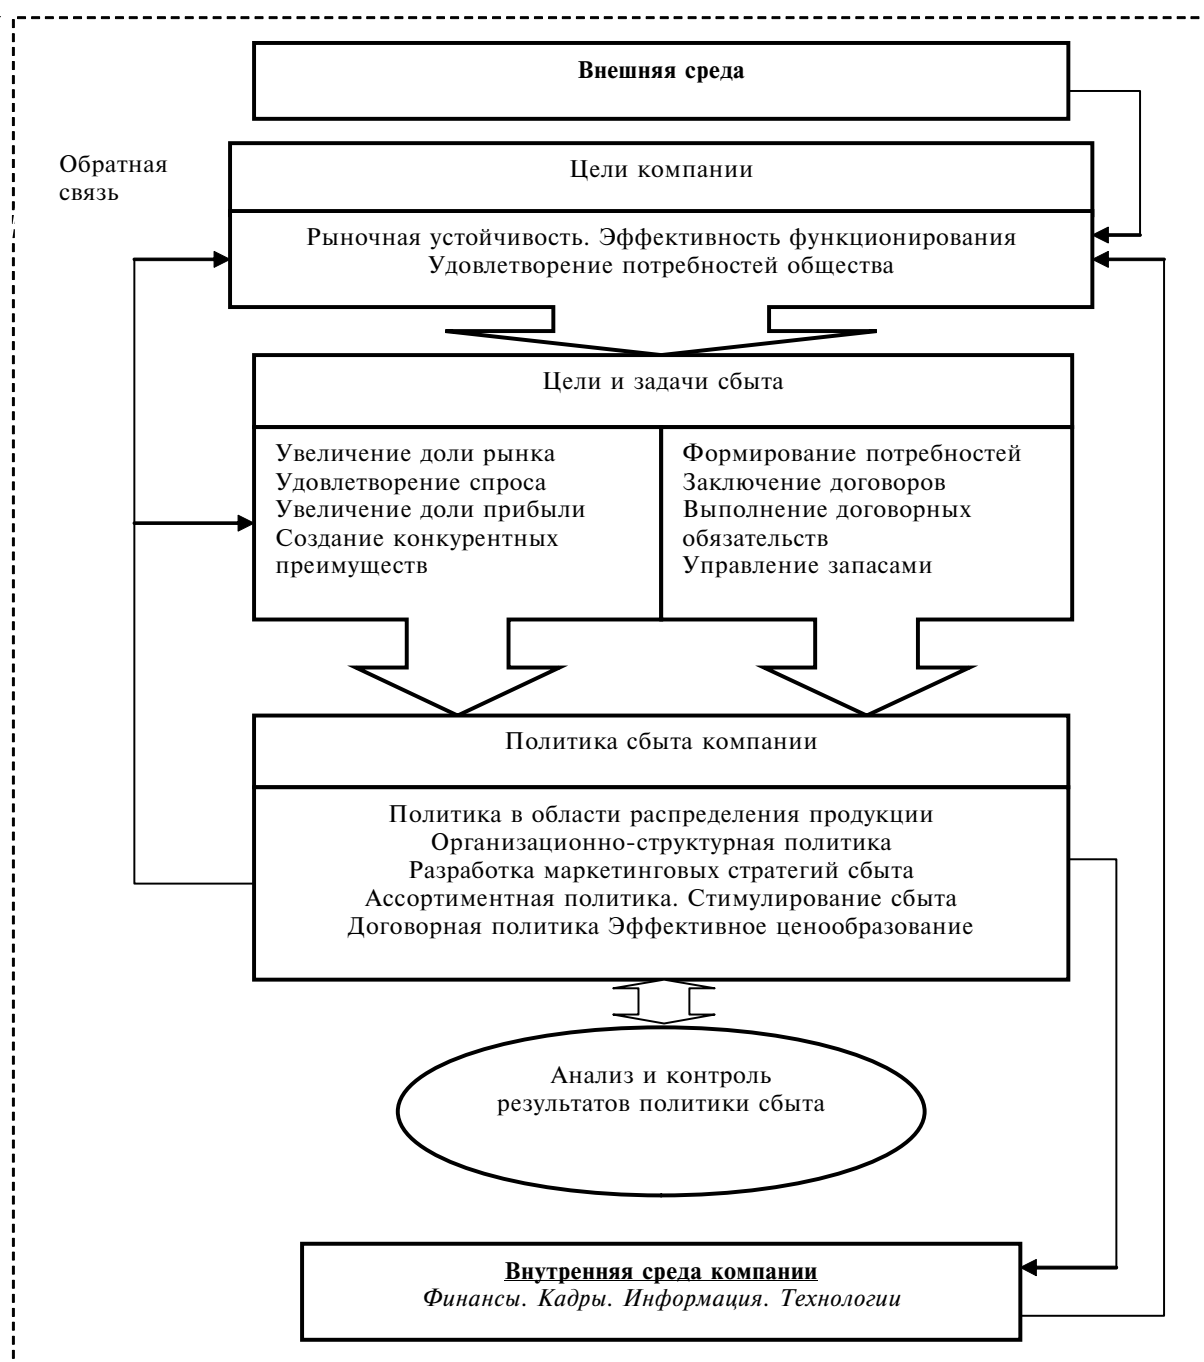 Внешняя среда
Обратная
связь
Цели компании
Рыночная устойчивость. Эффективность функционирования
Удовлетворение потребностей общества
Цели и задачи сбыта
Увеличение доли рынка
Удовлетворение спроса
Увеличение доли прибыли
Создание конкурентных
преимуществ
Формирование потребностей
Заключение договоров
Выполнение договорных
обязательств
Управление запасами
Политика сбыта компании
Политика в области распределения продукции
Организационно-структурная политика
Разработка маркетинговых стратегий сбыта
Ассортиментная политика. Стимулирование сбыта
Договорная политика Эффективное ценообразование
Анализ и контроль
результатов политики сбыта
Внутренняя среда компании
Финансы. Кадры. Информация. Технологии